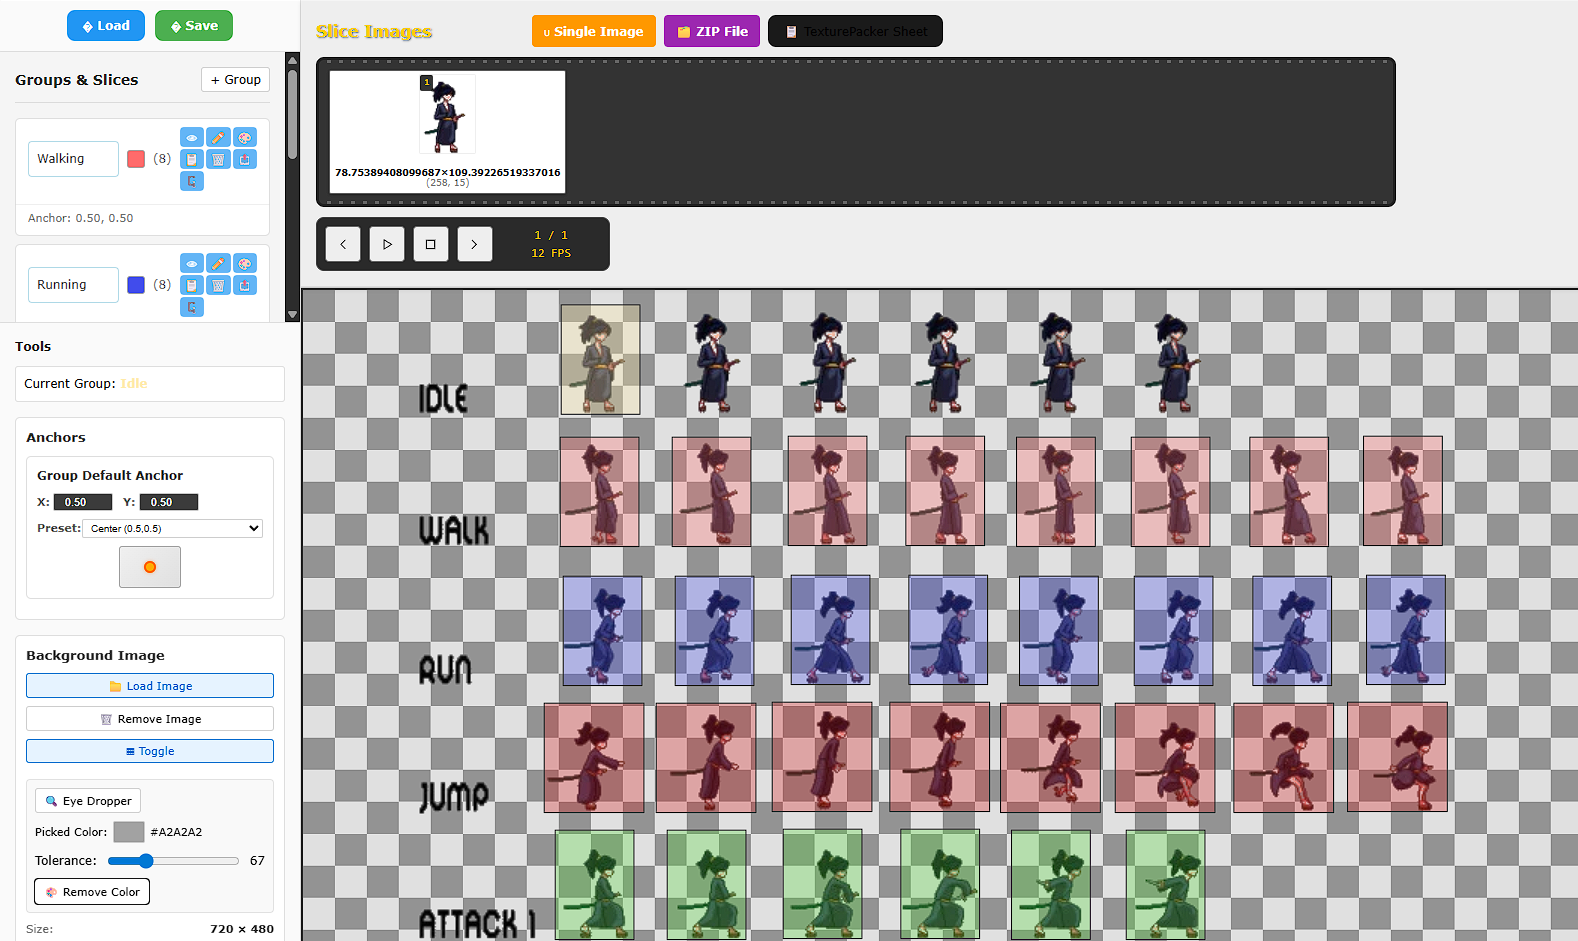 Load
Save
Groups & Slices
+ Group
Walking
(8)
Anchor: 0.50, 0.50
Running
(8)
Tools
Current Group: Idle
Anchors
Group Default Anchor
X: 0.50 Y: 0.50
Preset: Center (0.5,0.5)
Background Image
Load Image
Remove Image
Toggle
Eye Dropper
Picked Color: #A2A2A2
Tolerance: 67
Remove Color
Size: 720 × 480
Slice Images
Single Image
ZIP File
TexturePacker Sheet
1
78.75389408099687×109.39226519337016
(258, 15)
1 / 1
12 FPS
IDLE
WALK
RUN
JUMP
ATTACK 1